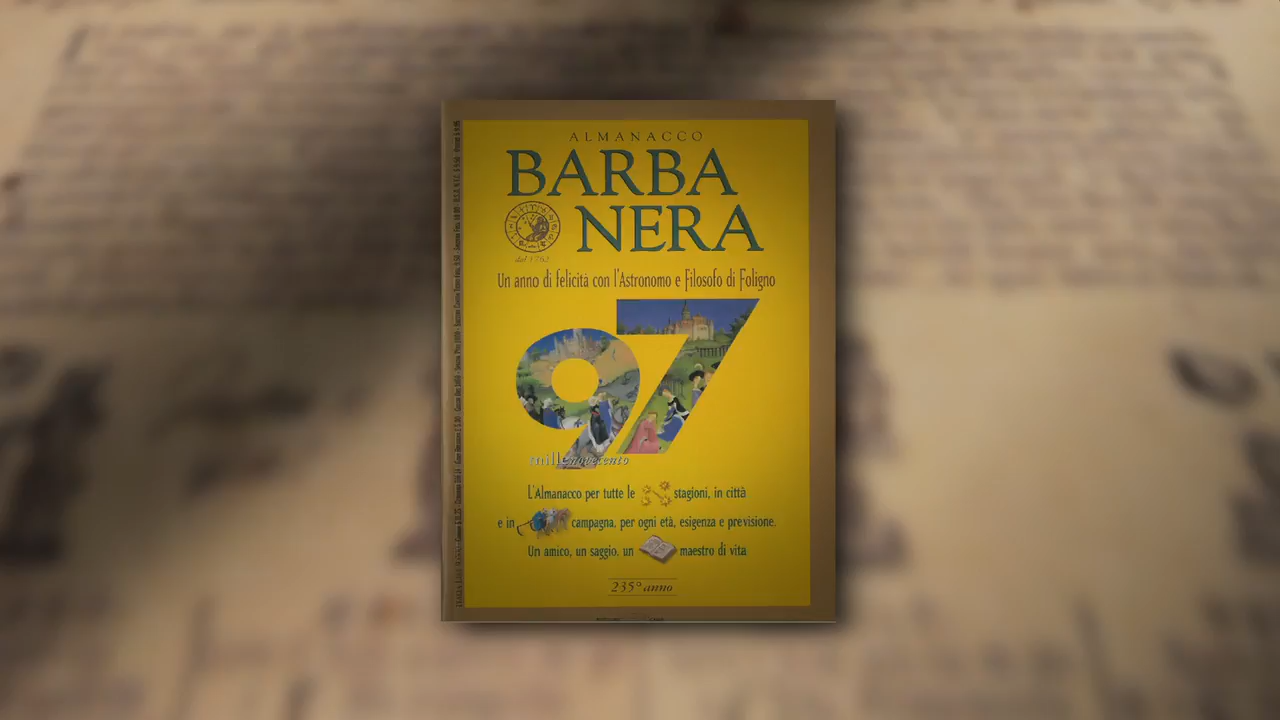 ALMANACCO
BARBA
NERA
dal 1762
Un anno di felicità con l'Astronomo e Filosofo di Foligno
97
millenovecento
L'Almanacco per tutte le stagioni, in città
e in campagna, per ogni età, esigenza e previsione.
Un amico, un saggio, un maestro di vita
235° anno